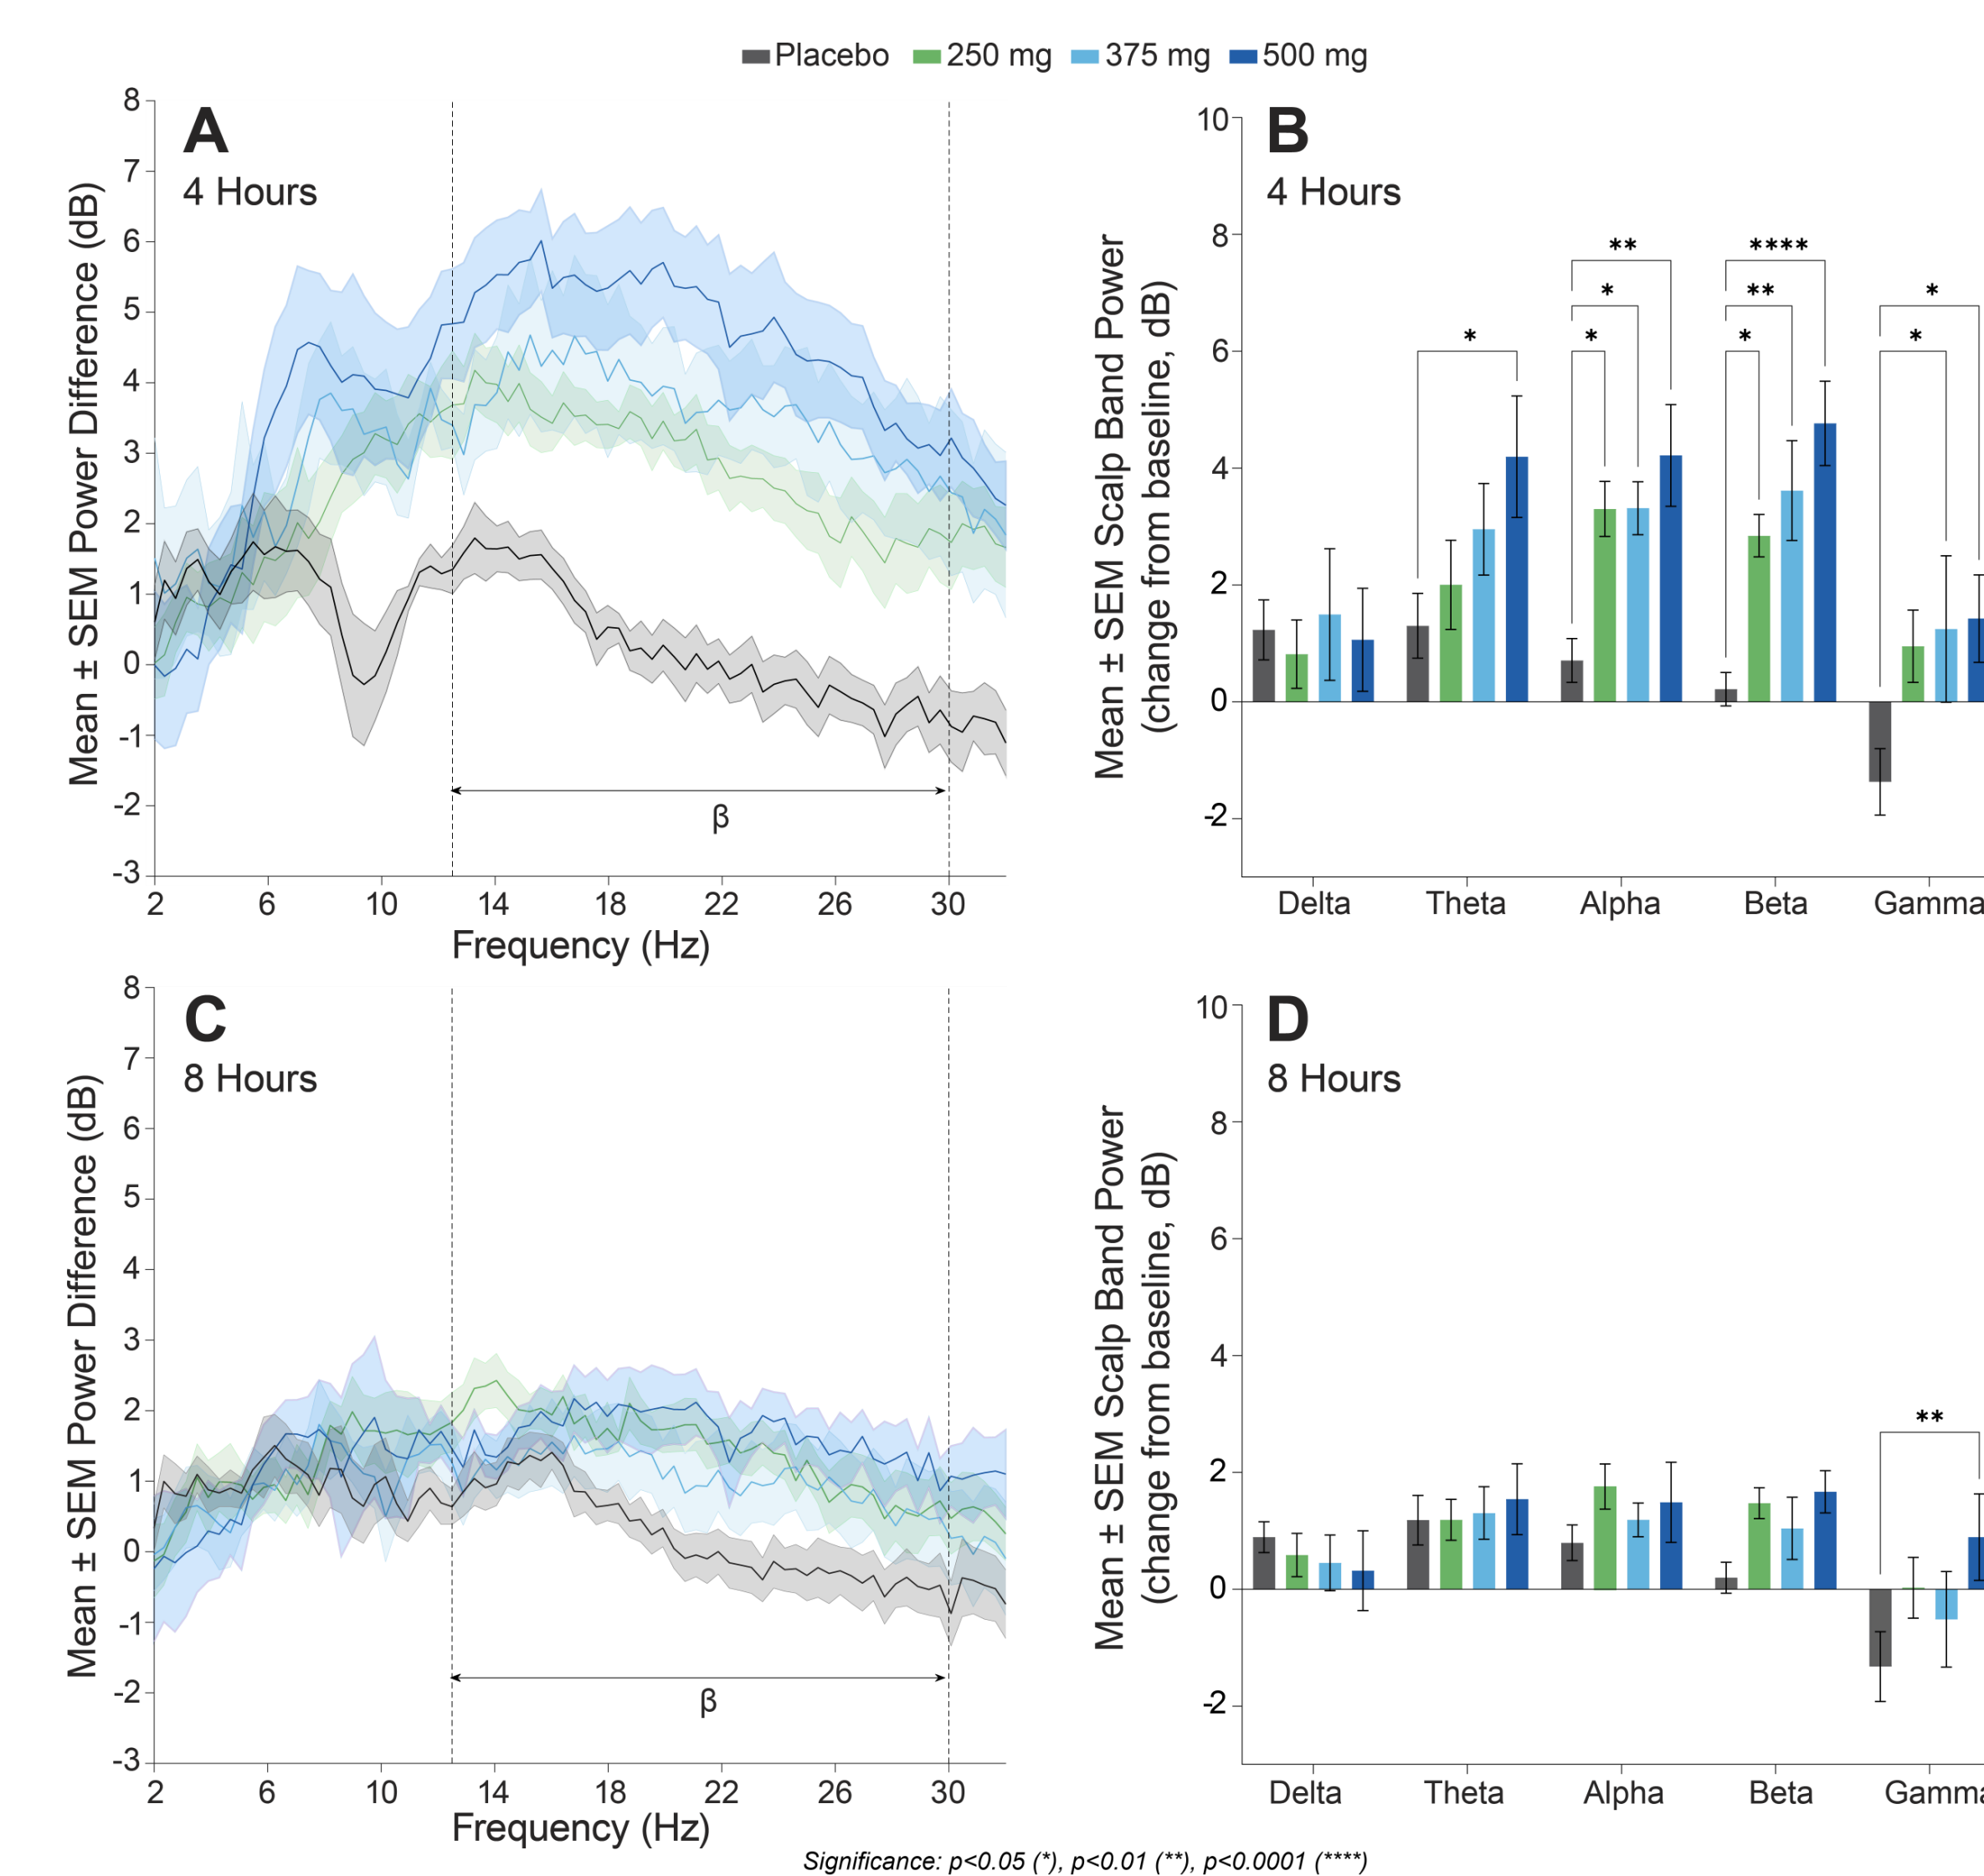 Placebo 250 mg 375 mg 500 mg
A
4 Hours
Mean ± SEM Power Difference (dB)
8
7
6
5
4
3
2
1
0
-1
-2
-3
β
2 6 10 14 18 22 26 30
Frequency (Hz)
B
4 Hours
Mean ± SEM Scalp Band Power
(change from baseline, dB)
10
8
6
4
2
0
-2
** ****
* **
* * * * *
*
Delta Theta Alpha Beta Gamma
C
8 Hours
Mean ± SEM Power Difference (dB)
8
7
6
5
4
3
2
1
0
-1
-2
-3
β
2 6 10 14 18 22 26 30
Frequency (Hz)
D
8 Hours
Mean ± SEM Scalp Band Power
(change from baseline, dB)
10
8
6
4
2
0
-2
**
Delta Theta Alpha Beta Gamma
Significance: p<0.05 (*), p<0.01 (**), p<0.0001 (****)